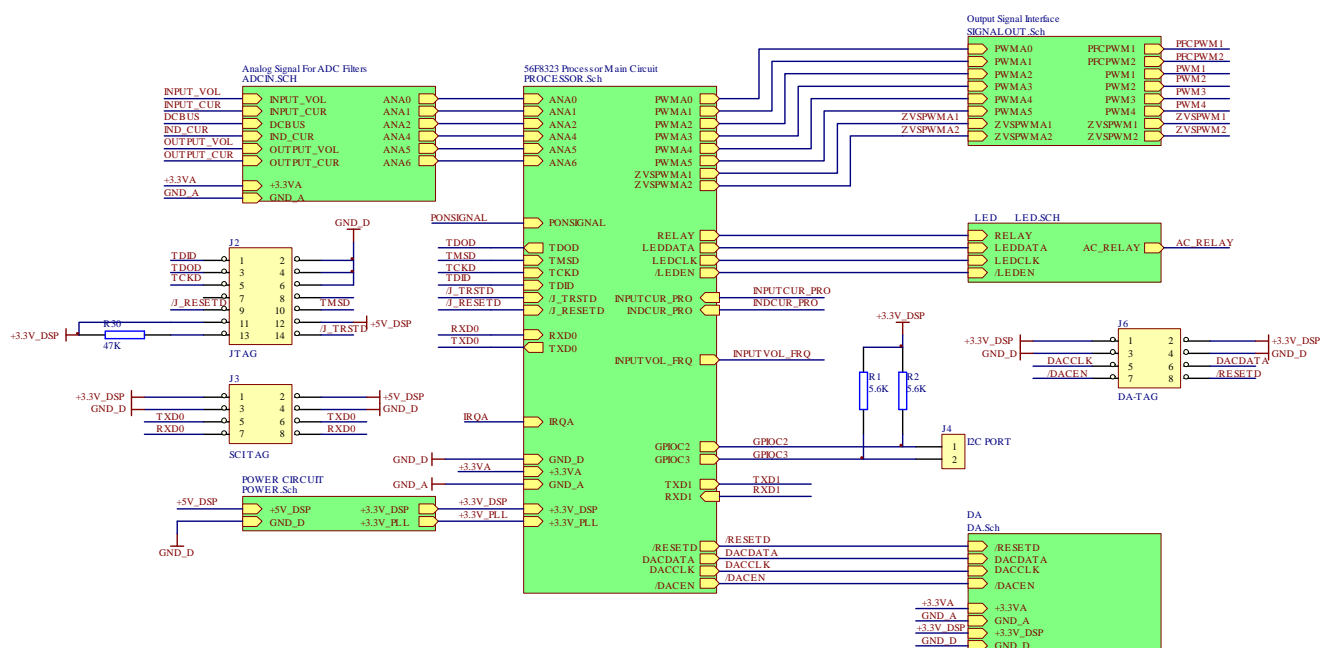 Output Signal Interface
SIGNALOUT.Sch
PWMA0 PFCPWM1 PFCPWM1
PWMA1 PFCPWM2 PFCPWM2
PWMA2 PWM1 PWM1
PWMA3 PWM2 PWM2
PWMA4 PWM3 PWM3
PWMA5 PWM4 PWM4
ZVSPWMA1 ZVSPWMA1 ZVSPWM1 ZVSPWM1
ZVSPWMA2 ZVSPWMA2 ZVSPWM2 ZVSPWM2
Analog Signal For ADC Filters
ADCIN.SCH
INPUT_VOL INPUT_VOL ANA0
INPUT_CUR INPUT_CUR ANA1
DCBUS DCBUS ANA2
IND_CUR IND_CUR ANA4
OUTPUT_VOL OUTPUT_VOL ANA5
OUTPUT_CUR OUTPUT_CUR ANA6
+3.3VA +3.3VA
GND_A GND_A
56F8323 Processor Main Circuit
PROCESSOR.Sch
ANA0 PWMA0
ANA1 PWMA1
ANA2 PWMA2
ANA4 PWMA3
ANA5 PWMA4
ANA6 PWMA5
ZVSPWMA1
ZVSPWMA2
PONSIGNAL PONSIGNAL
RELAY
TDOD TDOD LEDDATA
TMSD TMSD LEDCLK
TCKD TCKD /LEDEN
TDID TDID
/J_TRSTD /J_TRSTD INPUTCUR_PRO INPUTCUR_PRO
/J_RESETD /J_RESETD INDCUR_PRO INDCUR_PRO
RXD0 RXD0
TXD0 TXD0
INPUTVOL_FRQ INPUTVOL_FRQ
IRQA IRQA
GPIOC2 GPIOC2
GPIOC3 GPIOC3
GND_D GND_D
+3.3VA +3.3VA
GND_A GND_A
TXD1 TXD1
RXD1 RXD1
+3.3V_DSP +3.3V_DSP
+3.3V_PLL +3.3V_PLL
/RESETD /RESETD
DACDATA DACDATA
DACCLK DACCLK
/DACEN /DACEN
LED LED.SCH
RELAY
LEDDATA AC_RELAY AC_RELAY
LEDCLK
/LEDEN
GND_D
J2
TDID 1 2
TDOD 3 4
TCKD 5 6
7 8
/J_RESETD 9 10 TMSD
11 12 +5V_DSP
+3.3V_DSP R30 13 14 /J_TRSTD
47K
JTAG
J3
+3.3V_DSP 1 2 +5V_DSP
GND_D 3 4 GND_D
TXD0 5 6 TXD0
RXD0 7 8 RXD0
SCITAG
POWER CIRCUIT
POWER.Sch
+5V_DSP +5V_DSP +3.3V_DSP
GND_D +3.3V_PLL
GND_D
+3.3V_DSP
R1 R2
5.6K 5.6K
J4
1 I2C PORT
2
J6
+3.3V_DSP 1 2 +3.3V_DSP
GND_D 3 4 GND_D
DACCLK 5 6 DACDATA
/DACEN 7 8 /RESETD
DA-TAG
DA
DA.Sch
/RESETD
DACDATA
DACCLK
/DACEN
+3.3VA +3.3VA
GND_A GND_A
+3.3V_DSP +3.3V_DSP
GND_D GND_D